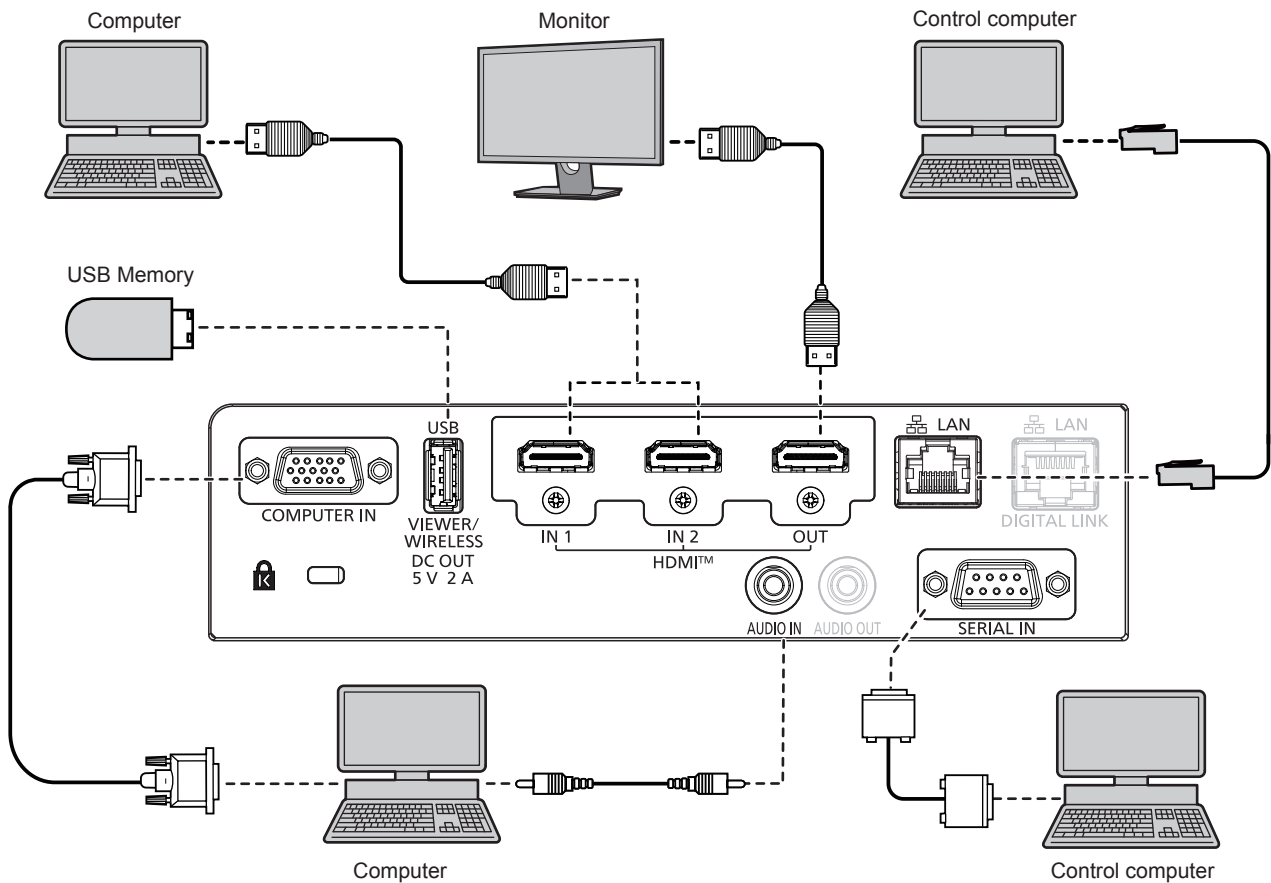 Computer
Monitor
Control computer
USB Memory
USB
LAN
LAN
COMPUTER IN
VIEWER/
WIRELESS
DC OUT
5 V 2 A
IN 1
IN 2
OUT
HDMI™
DIGITAL LINK
K
AUDIO IN
AUDIO OUT
SERIAL IN
Computer
Control computer